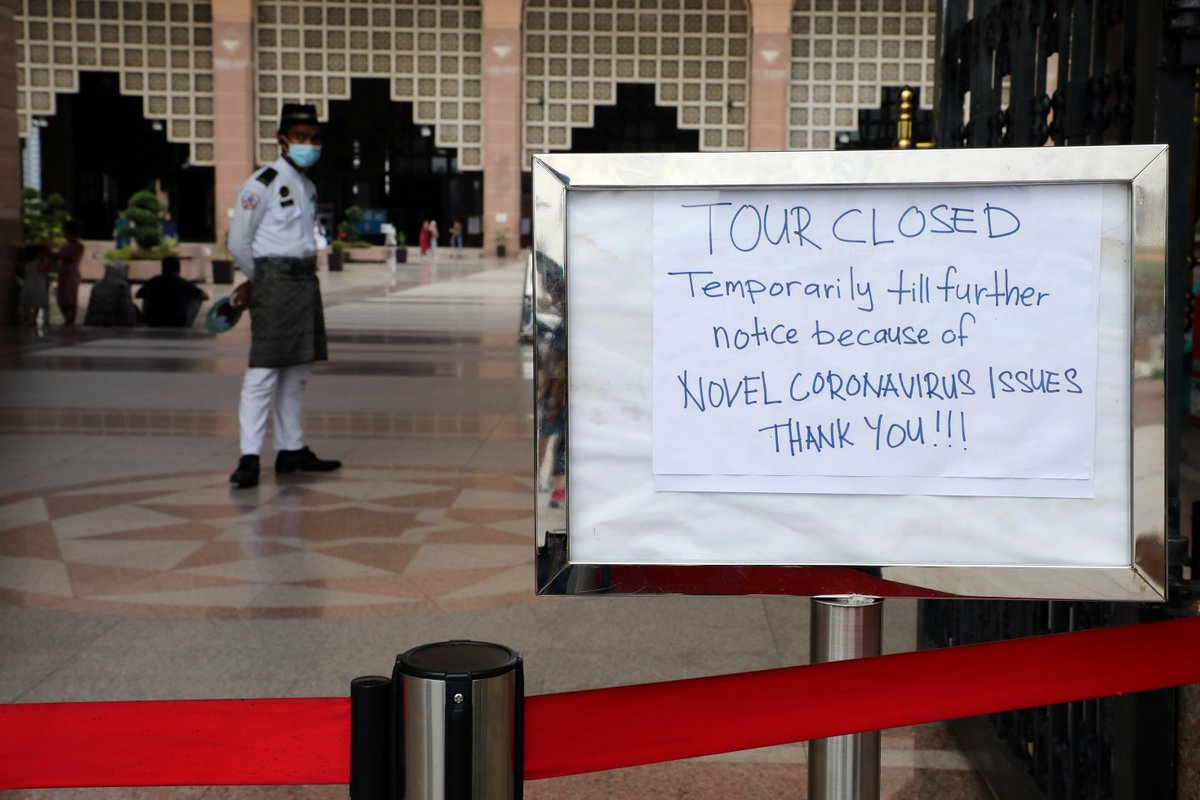 TOUR CLOSED
Temporarily till further
notice because of
NOVEL CORONAVIRUS ISSUES
THANK YOU!!!